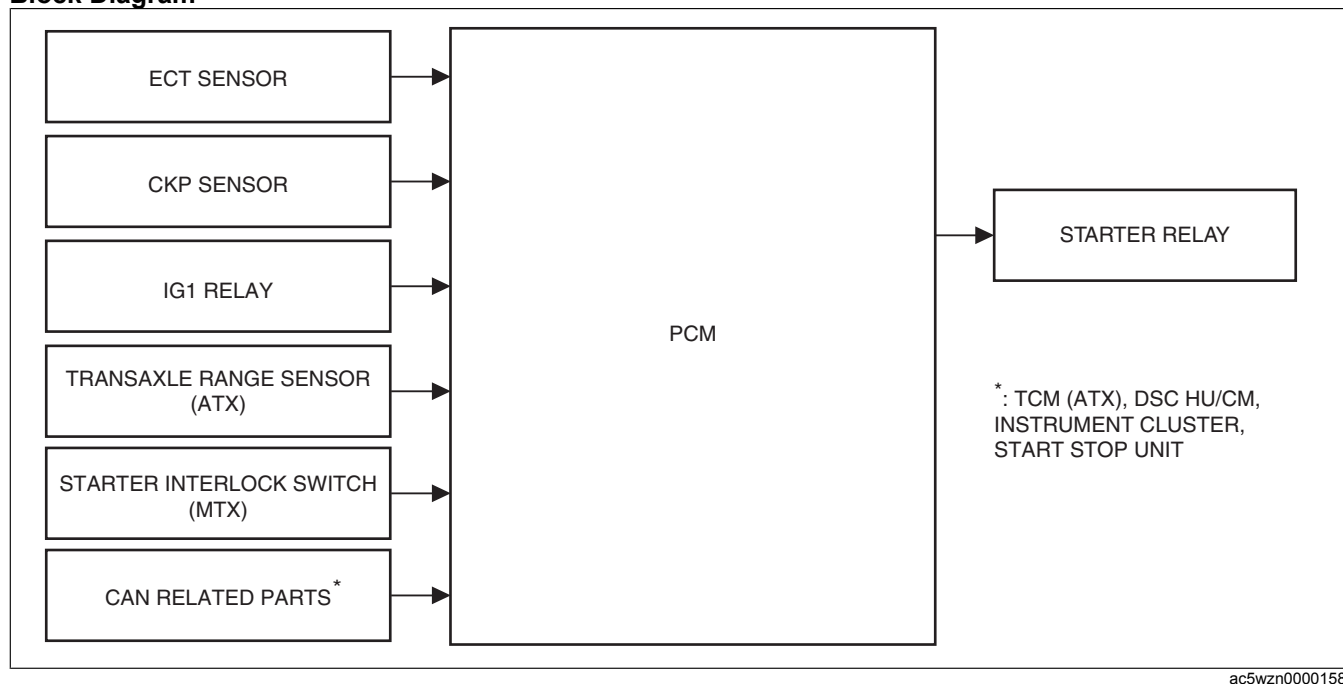 Block Diagram
ECT SENSOR
CKP SENSOR
IG1 RELAY
TRANSAXLE RANGE SENSOR
(ATX)
STARTER INTERLOCK SWITCH
(MTX)
CAN RELATED PARTS*
PCM
STARTER RELAY
*: TCM (ATX), DSC HU/CM,
INSTRUMENT CLUSTER,
START STOP UNIT